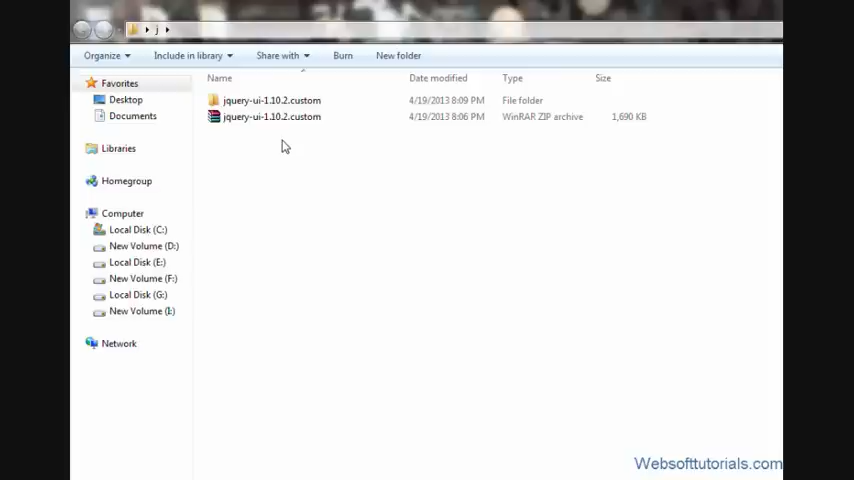 j
Organize Include in library Share with Burn New folder
Name Date modified Type Size
Favorites
Desktop
Documents
Libraries
Homegroup
Computer
Local Disk (C:)
New Volume (D:)
Local Disk (E:)
New Volume (F:)
Local Disk (G:)
New Volume (I:)
Network
jquery-ui-1.10.2.custom 4/19/2013 8:09 PM File folder
jquery-ui-1.10.2.custom 4/19/2013 8:06 PM WinRAR ZIP archive 1,690 KB
Websofttutorials.com